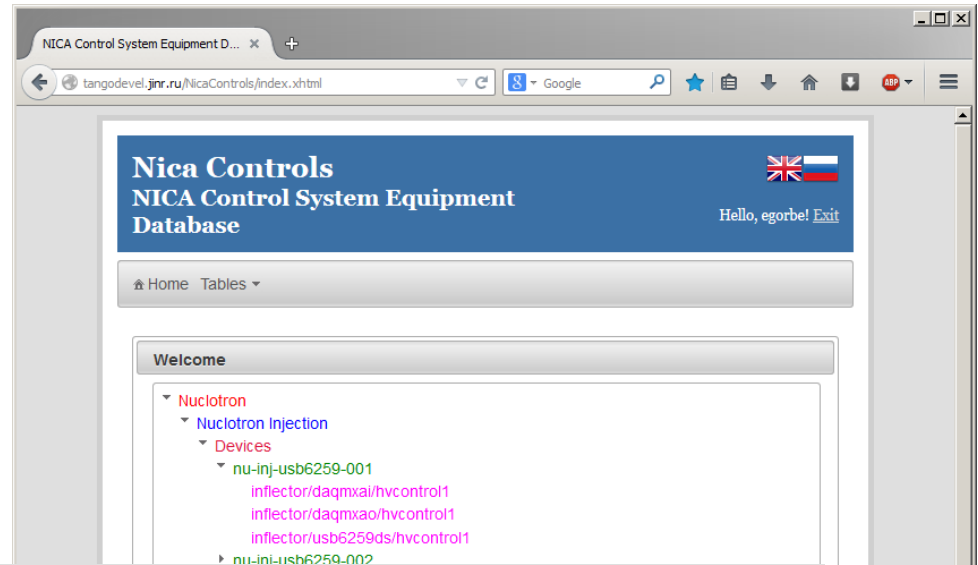 NICA Control System Equipment D...
tangodevel.jinr.ru/NicaControls/index.xhtml
8 Google
ABP
Nica Controls
NICA Control System Equipment
Database
Hello, egorbe! Exit
Home Tables
Welcome
Nuclotron
Nuclotron Injection
Devices
nu-inj-usb6259-001
inflector/daqmxai/hvcontrol1
inflector/daqmxao/hvcontrol1
inflector/usb6259ds/hvcontrol1
nu-inj-usb6259-002